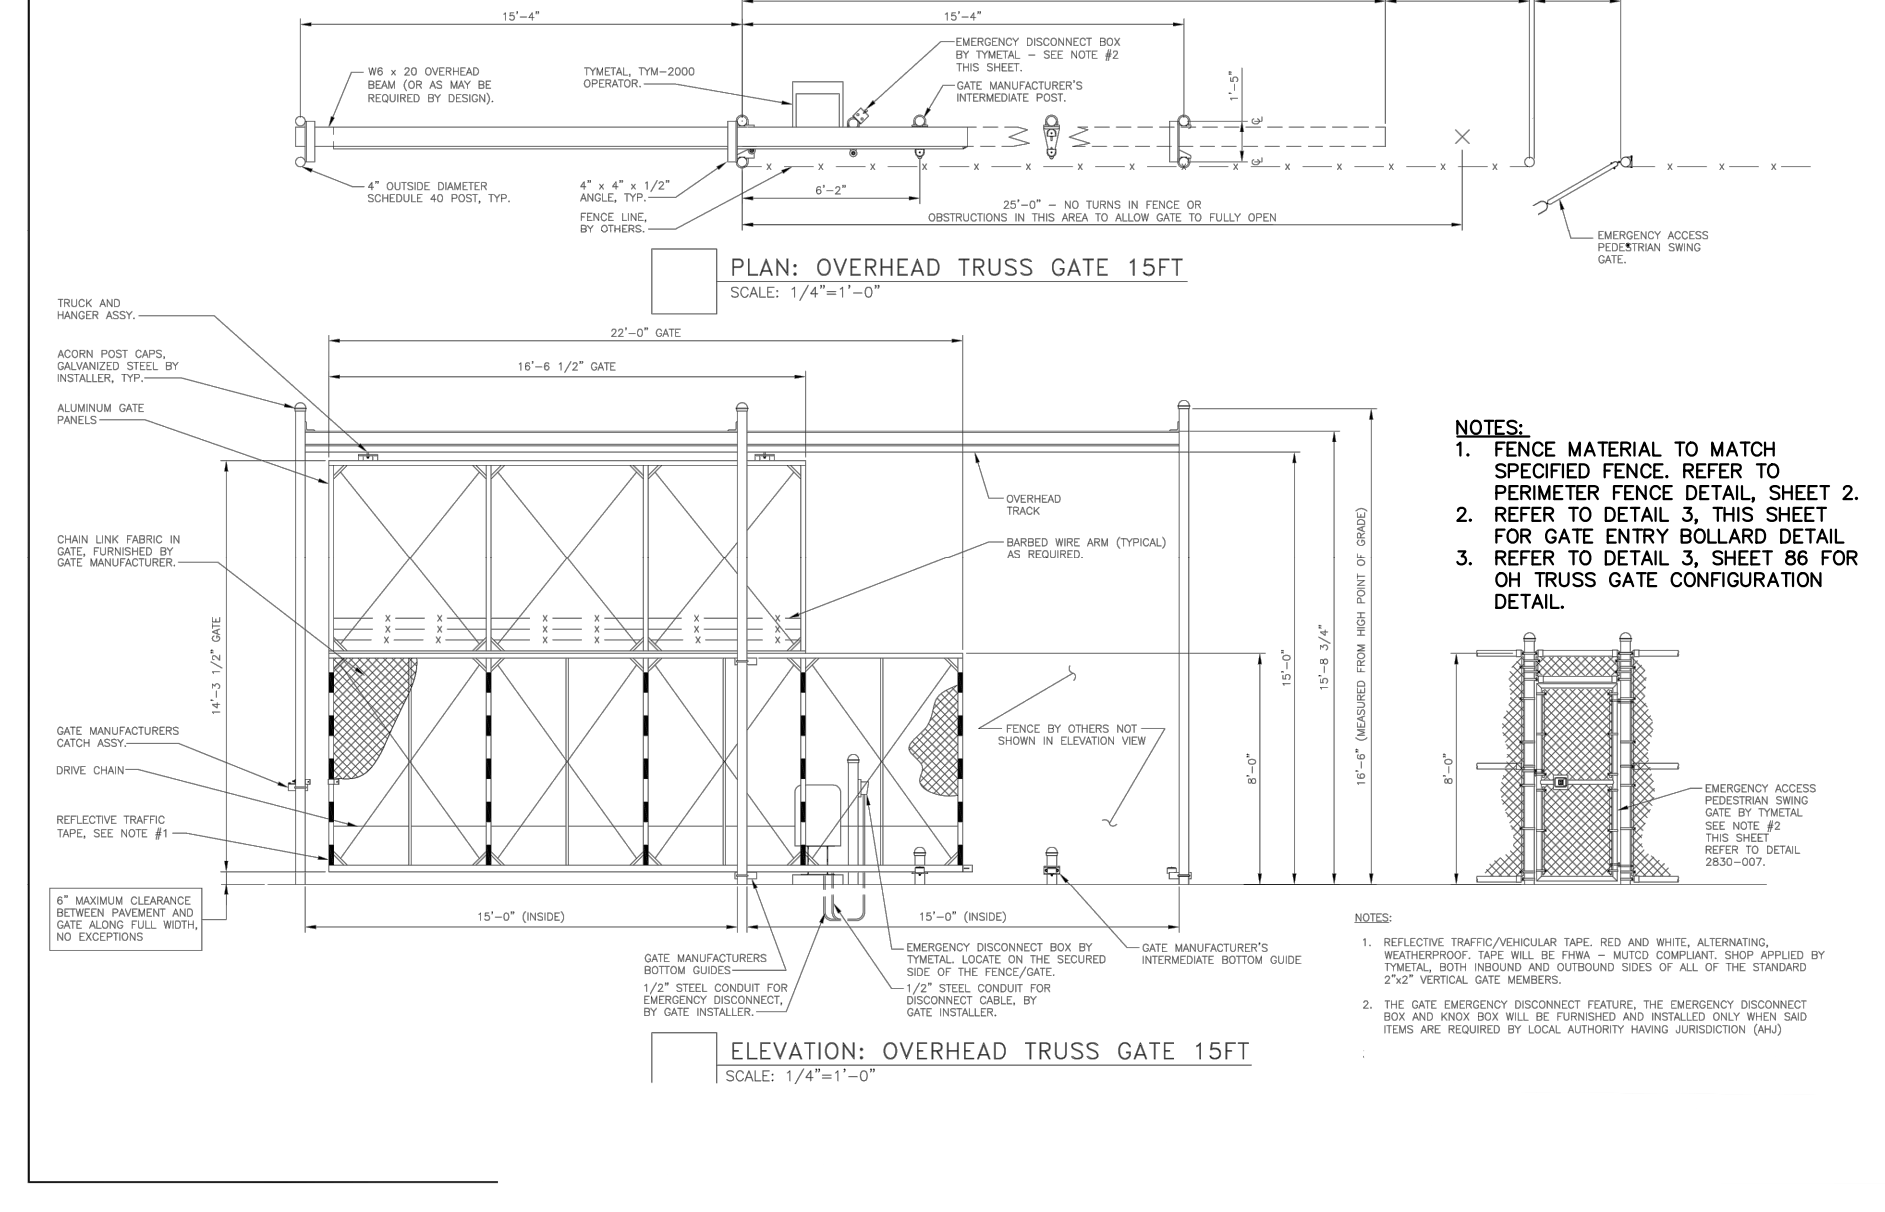 15'-4"
15'-4"
EMERGENCY DISCONNECT BOX
BY TYMETAL - SEE NOTE #2
THIS SHEET.
W6 x 20 OVERHEAD
BEAM (OR AS MAY BE
REQUIRED BY DESIGN).
TYMETAL, TYM-2000
OPERATOR.
GATE MANUFACTURER'S
INTERMEDIATE POST.
1'-5"
4" OUTSIDE DIAMETER
SCHEDULE 40 POST, TYP.
4" x 4" x 1/2"
ANGLE, TYP.
FENCE LINE,
BY OTHERS.
6'-2"
25'-0" - NO TURNS IN FENCE OR
OBSTRUCTIONS IN THIS AREA TO ALLOW GATE TO FULLY OPEN
EMERGENCY ACCESS
PEDESTRIAN SWING
GATE.
PLAN: OVERHEAD TRUSS GATE 15FT
SCALE: 1/4"=1'-0"
TRUCK AND
HANGER ASSY.
ACORN POST CAPS,
GALVANIZED STEEL BY
INSTALLER, TYP.
ALUMINUM GATE
PANELS
CHAIN LINK FABRIC IN
GATE, FURNISHED BY
GATE MANUFACTURER.
14'-3 1/2" GATE
GATE MANUFACTURERS
CATCH ASSY.
DRIVE CHAIN
REFLECTIVE TRAFFIC
TAPE, SEE NOTE #1
6" MAXIMUM CLEARANCE
BETWEEN PAVEMENT AND
GATE ALONG FULL WIDTH,
NO EXCEPTIONS
22'-0" GATE
16'-6 1/2" GATE
OVERHEAD
TRACK
BARBED WIRE ARM (TYPICAL)
AS REQUIRED.
FENCE BY OTHERS NOT
SHOWN IN ELEVATION VIEW
8'-0"
15'-0"
15'-8 3/4"
16'-6" (MEASURED FROM HIGH POINT OF GRADE)
15'-0" (INSIDE)
15'-0" (INSIDE)
GATE MANUFACTURERS
BOTTOM GUIDES
1/2" STEEL CONDUIT FOR
EMERGENCY DISCONNECT,
BY GATE INSTALLER.
EMERGENCY DISCONNECT BOX BY
TYMETAL. LOCATE ON THE SECURED
SIDE OF THE FENCE/GATE.
1/2" STEEL CONDUIT FOR
DISCONNECT CABLE, BY
GATE INSTALLER.
GATE MANUFACTURER'S
INTERMEDIATE BOTTOM GUIDE
ELEVATION: OVERHEAD TRUSS GATE 15FT
SCALE: 1/4"=1'-0"
NOTES:
1. FENCE MATERIAL TO MATCH
SPECIFIED FENCE. REFER TO
PERIMETER FENCE DETAIL, SHEET 2.
2. REFER TO DETAIL 3, THIS SHEET
FOR GATE ENTRY BOLLARD DETAIL
3. REFER TO DETAIL 3, SHEET 86 FOR
OH TRUSS GATE CONFIGURATION
DETAIL.
8'-0"
EMERGENCY ACCESS
PEDESTRIAN SWING
GATE BY TYMETAL
SEE NOTE #2
THIS SHEET
REFER TO DETAIL
2830-007.
NOTES:
1. REFLECTIVE TRAFFIC/VEHICULAR TAPE. RED AND WHITE, ALTERNATING,
WEATHERPROOF. TAPE WILL BE FHWA - MUTCD COMPLIANT. SHOP APPLIED BY
TYMETAL, BOTH INBOUND AND OUTBOUND SIDES OF ALL OF THE STANDARD
2"x2" VERTICAL GATE MEMBERS.
2. THE GATE EMERGENCY DISCONNECT FEATURE, THE EMERGENCY DISCONNECT
BOX AND KNOX BOX WILL BE FURNISHED AND INSTALLED ONLY WHEN SAID
ITEMS ARE REQUIRED BY LOCAL AUTHORITY HAVING JURISDICTION (AHJ)